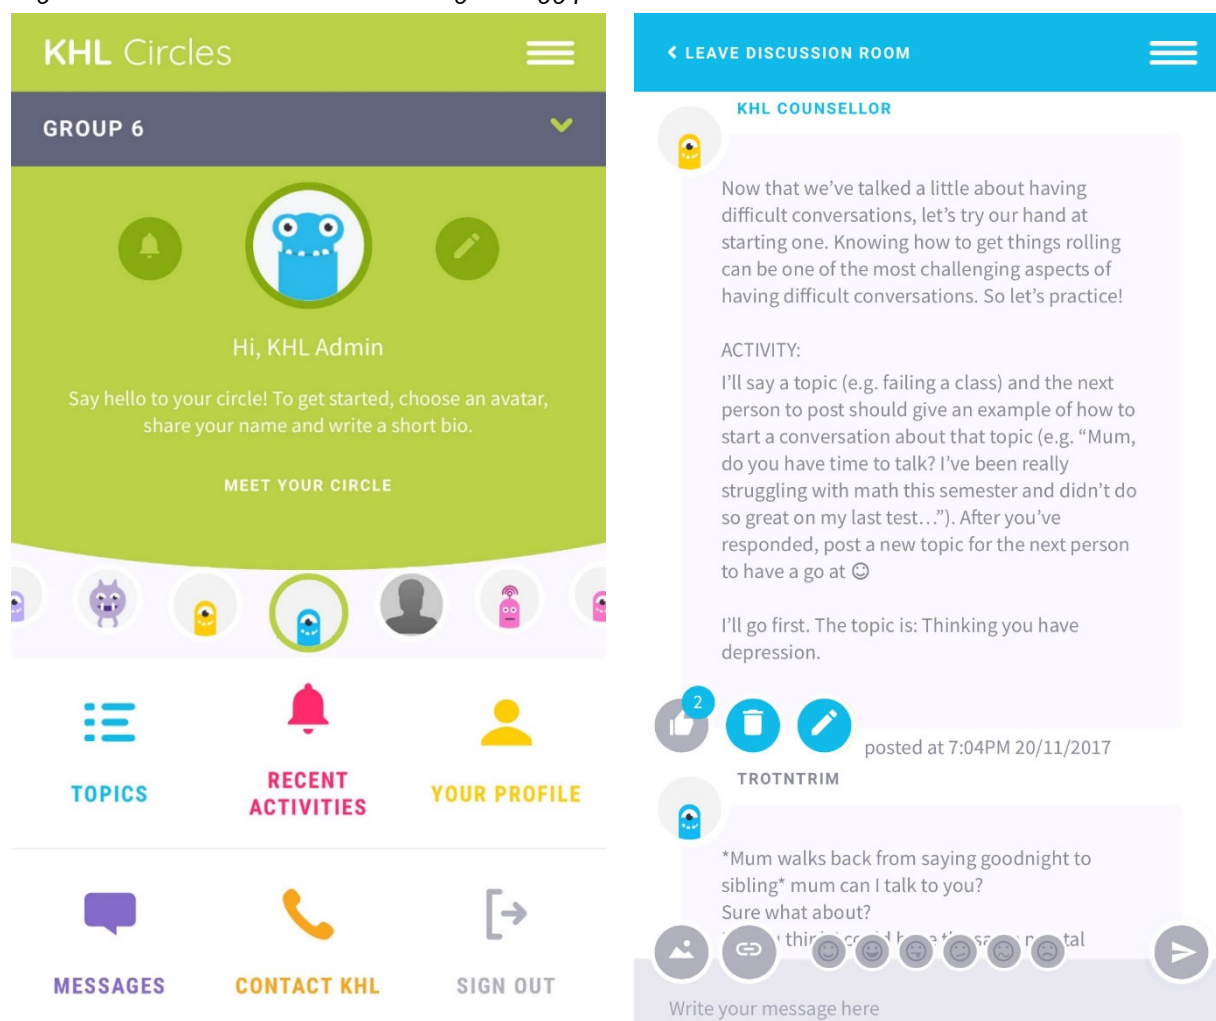 KHL Circles
GROUP 6
Hi, KHL Admin
Say hello to your circle! To get started, choose an avatar,
share your name and write a short bio.
MEET YOUR CIRCLE
TOPICS
RECENT
ACTIVITIES
YOUR PROFILE
MESSAGES
CONTACT KHL
SIGN OUT
LEAVE DISCUSSION ROOM
KHL COUNSELLOR
Now that we’ve talked a little about having
difficult conversations, let’s try our hand at
starting one. Knowing how to get things rolling
can be one of the most challenging aspects of
having difficult conversations. So let’s practice!
ACTIVITY:
I’ll say a topic (e.g. failing a class) and the next
person to post should give an example of how to
start a conversation about that topic (e.g. “Mum,
do you have time to talk? I’ve been really
struggling with math this semester and didn’t do
so great on my last test…”). After you’ve
responded, post a new topic for the next person
to have a go at ☺
I’ll go first. The topic is: Thinking you have
depression.
2
posted at 7:04PM 20/11/2017
TROTNTRIM
*Mum walks back from saying goodnight to
sibling* mum can I talk to you?
Sure what about?
Write your message here